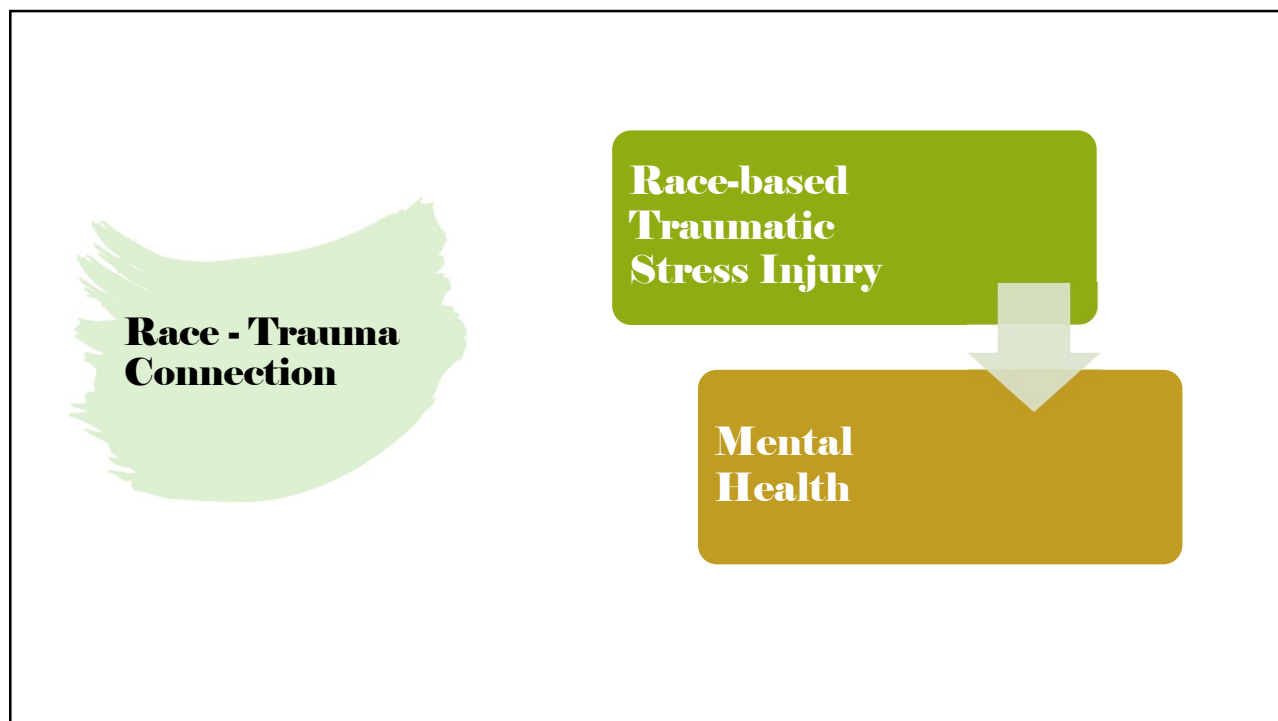 Race - Trauma
Connection
Race-based
Traumatic
Stress Injury
Mental
Health